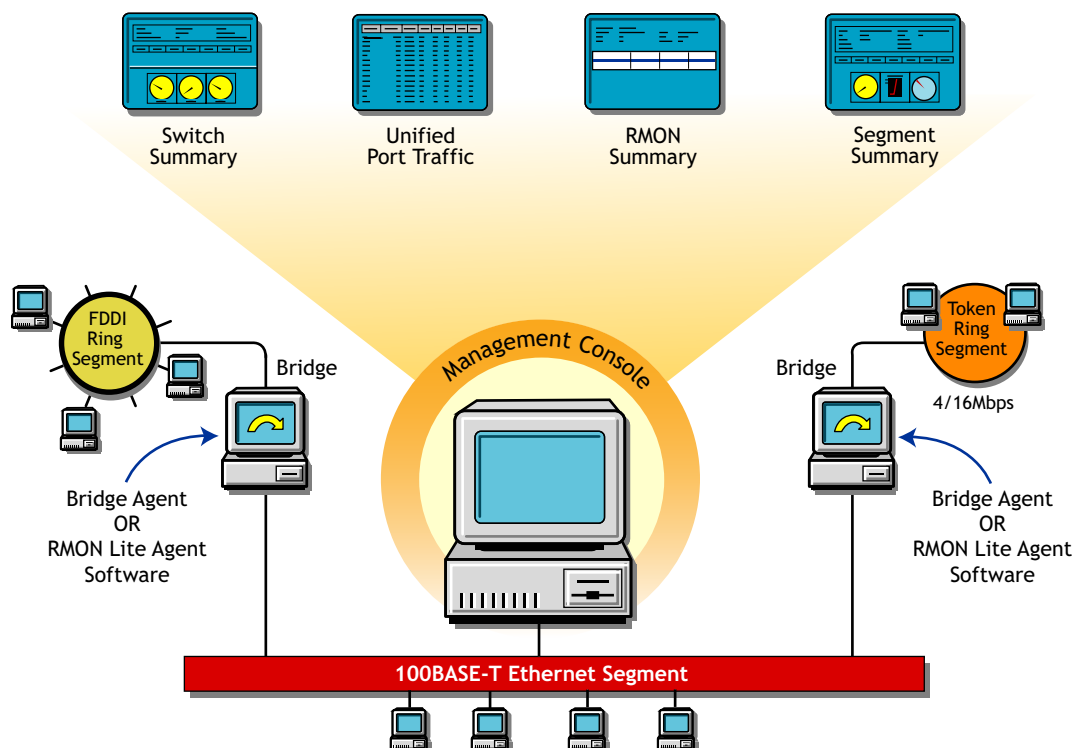 Switch
Summary
Unified
Port Traffic
RMON
Summary
Segment
Summary
Management Console
FDDI
Ring
Segment
Bridge
Token
Ring
Segment
Bridge
4/16Mbps
Bridge Agent
OR
RMON Lite Agent
Software
Bridge Agent
OR
RMON Lite Agent
Software
100BASE-T Ethernet Segment